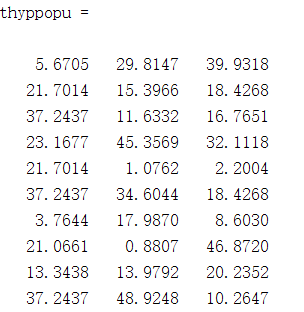 thyppopu =
5.6705 29.8147 39.9318
21.7014 15.3966 18.4268
37.2437 11.6332 16.7651
23.1677 45.3569 32.1118
21.7014 1.0762 2.2004
37.2437 34.6044 18.4268
3.7644 17.9870 8.6030
21.0661 0.8807 46.8720
13.3438 13.9792 20.2352
37.2437 48.9248 10.2647